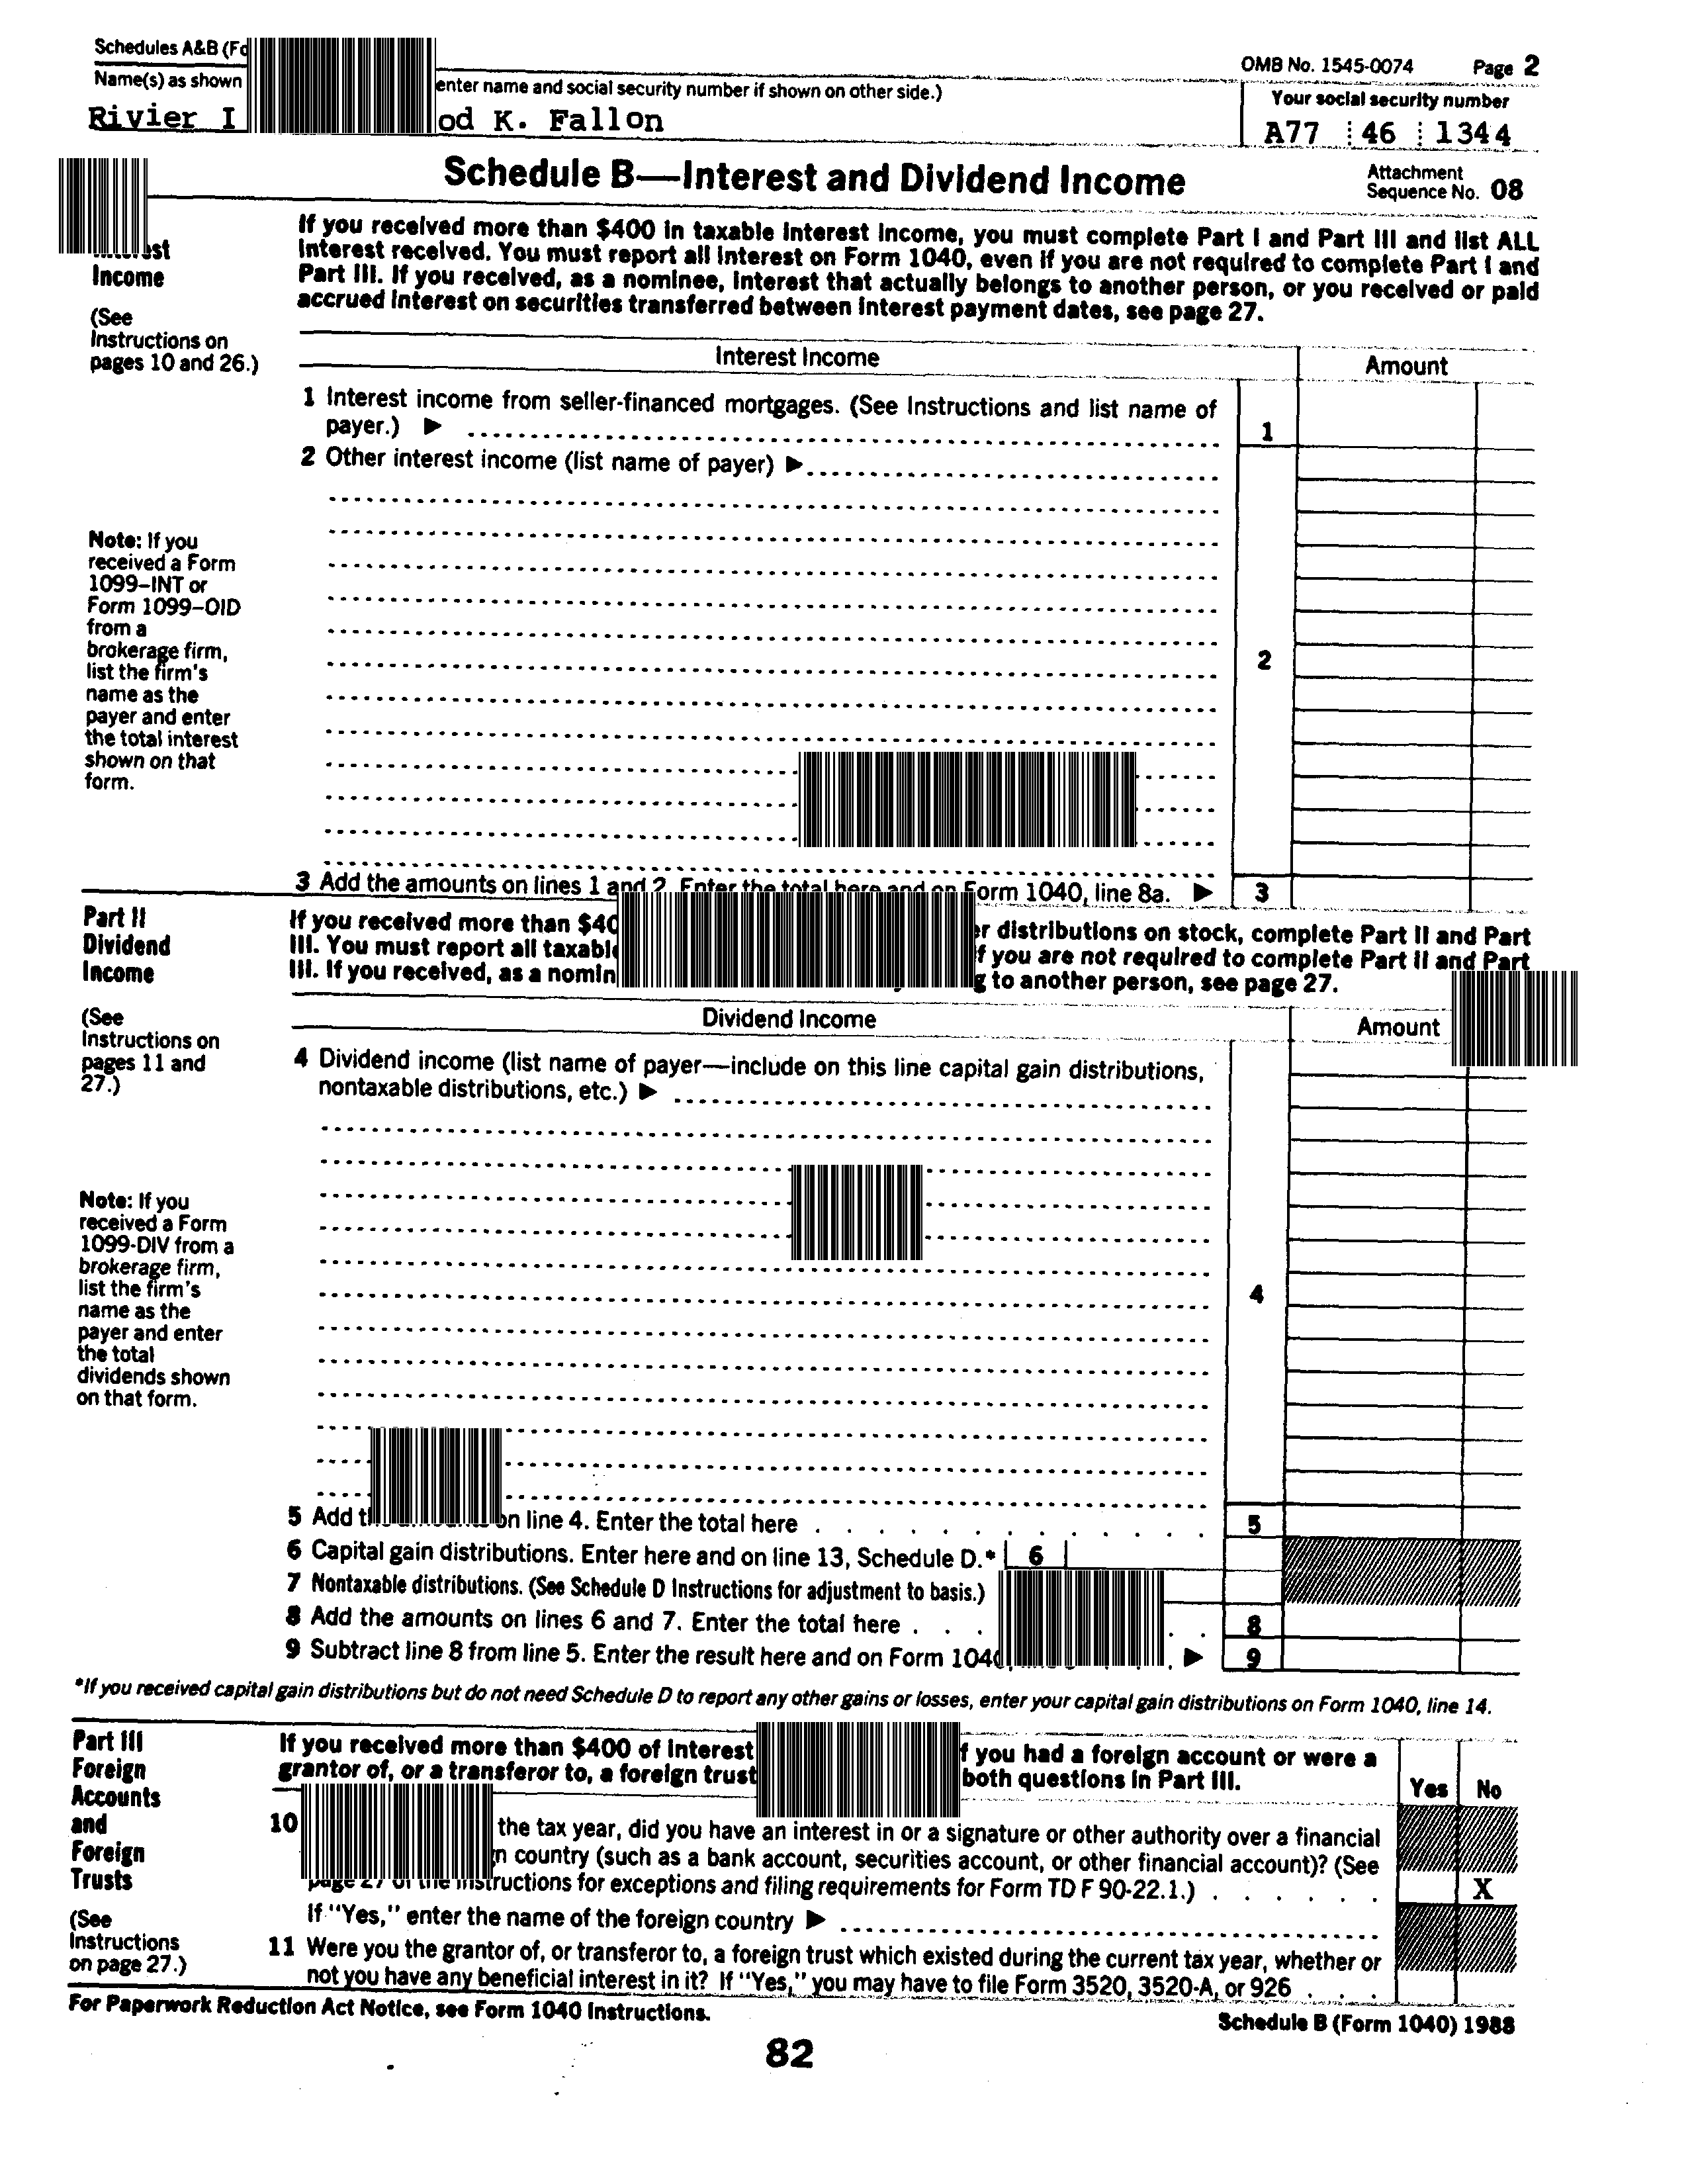 Schedules A&B
OMB No. 1545-0074 Page 2
Name(s) as shown enter name and social security number if shown on other side.) Your social security number
Rivier K. Fallon A77 46 1344
Schedule B—Interest and Dividend Income Attachment Sequence No. 08
Income
(See
Instructions on
pages 10 and 26.)
If you received more than $400 in taxable interest income, you must complete Part I and Part III and list ALL
interest received. You must report all interest on Form 1040, even if you are not required to complete Part I and
Part III. If you received, as a nominee, interest that actually belongs to another person, or you received or paid
accrued interest on securities transferred between interest payment dates, see page 27.
Interest Income Amount
1 Interest income from seller-financed mortgages. (See Instructions and list name of
payer.) ▶ 1
2 Other interest income (list name of payer) ▶
Note: If you
received a Form
1099–INT or
Form 1099–OID
from a
brokerage firm,
list the firm's
name as the
payer and enter
the total interest
shown on that
form.
2
3 Add the amounts on lines 1 and 2. Enter the total here and on Form 1040, line 8a. ▶ 3
Part II
Dividend
Income
(See
Instructions on
pages 11 and
27.)
If you received more than distributions on stock, complete Part II and Part
III. You must report all if you are not required to complete Part II and Part
III. If you received, as a to another person, see page 27.
Dividend Income Amount
4 Dividend income (list name of payer—include on this line capital gain distributions,
nontaxable distributions, etc.) ▶
Note: If you
received a Form
1099-DIV from a
brokerage firm,
list the firm's
name as the
payer and enter
the total
dividends shown
on that form.
4
5 Add on line 4. Enter the total here 5
6 Capital gain distributions. Enter here and on line 13, Schedule D.* 6
7 Nontaxable distributions. (See Schedule D Instructions for adjustment to basis.)
8 Add the amounts on lines 6 and 7. Enter the total here 8
9 Subtract line 8 from line 5. Enter the result here and on Form 1040 ▶ 9
*If you received capital gain distributions but do not need Schedule D to report any other gains or losses, enter your capital gain distributions on Form 1040, line 14.
Part III
Foreign
Accounts
and
Foreign
Trusts
(See
Instructions
on page 27.)
If you received more than $400 of interest you had a foreign account or were a
grantor of, or a transferor to, a foreign trust both questions in Part III. Yes No
10 the tax year, did you have an interest in or a signature or other authority over a financial
country (such as a bank account, securities account, or other financial account)? (See
page 27 of the instructions for exceptions and filing requirements for Form TD F 90-22.1.) X
If "Yes," enter the name of the foreign country ▶
11 Were you the grantor of, or transferor to, a foreign trust which existed during the current tax year, whether or
not you have any beneficial interest in it? If "Yes," you may have to file Form 3520, 3520-A, or 926
For Paperwork Reduction Act Notice, see Form 1040 Instructions. Schedule B (Form 1040) 1988
82